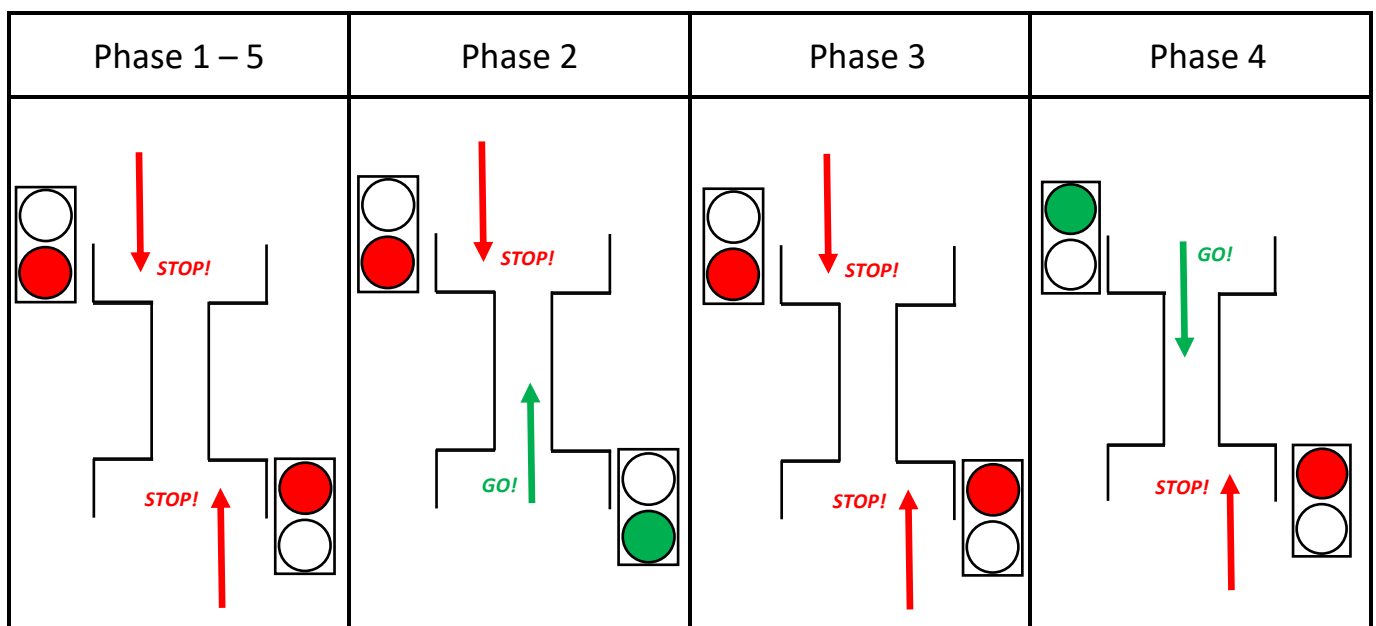 Phase 1 – 5
Phase 2
Phase 3
Phase 4
STOP!
STOP!
STOP!
GO!
STOP!
STOP!
GO!
STOP!